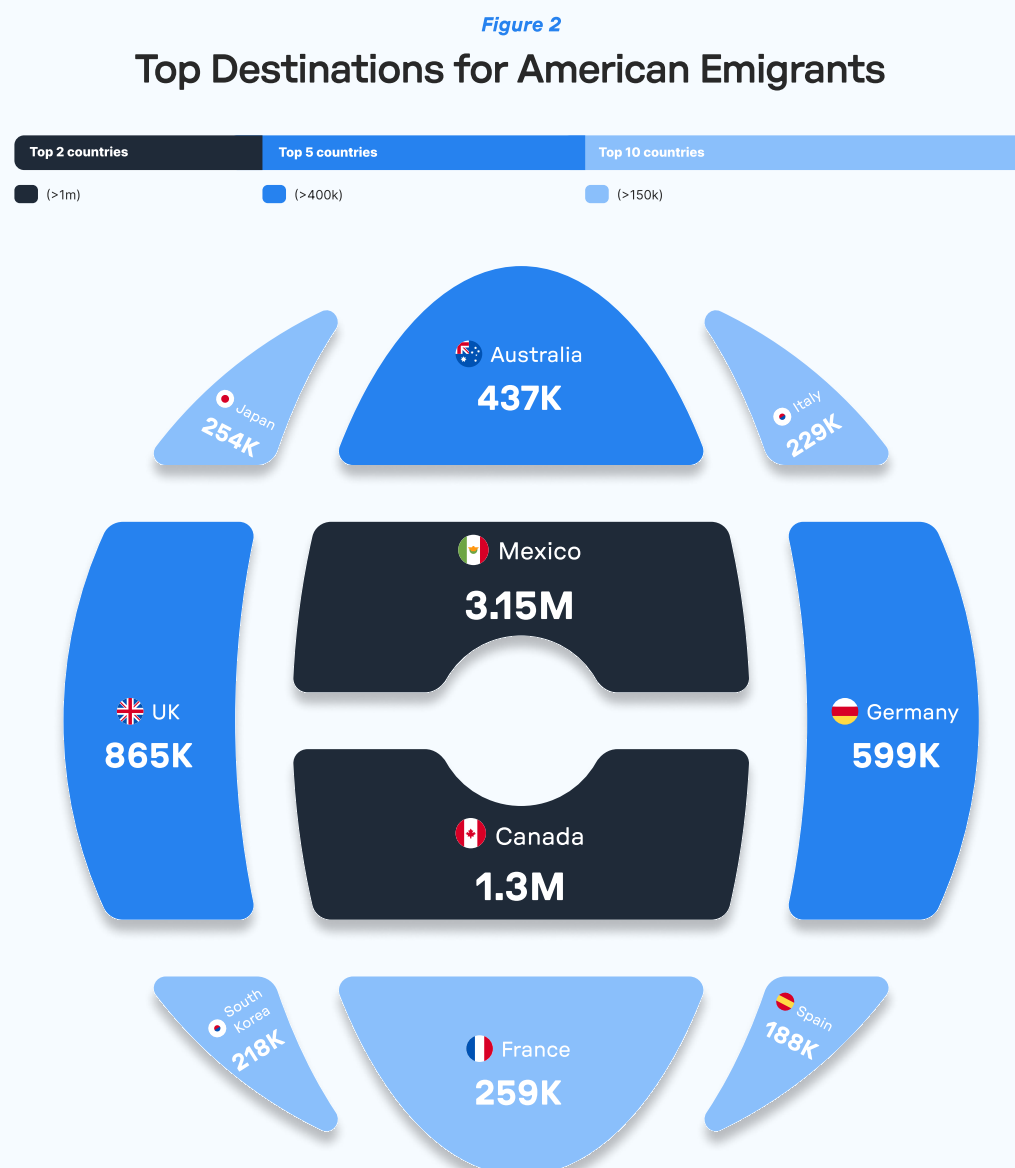 Figure 2
Top Destinations for American Emigrants
Top 2 countries
Top 5 countries
Top 10 countries
(>1m)
(>400k)
(>150k)
Australia
437K
Japan
254K
Italy
229K
Mexico
3.15M
UK
865K
Germany
599K
Canada
1.3M
South
Korea
218K
France
259K
Spain
188K